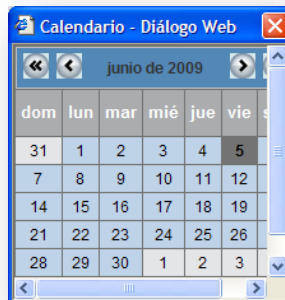 Calendario - Diálogo Web
junio de 2009
dom lun mar mié jue vie
31 1 2 3 4 5
7 8 9 10 11 12
14 15 16 17 18 19
21 22 23 24 25 26
28 29 30 1 2 3